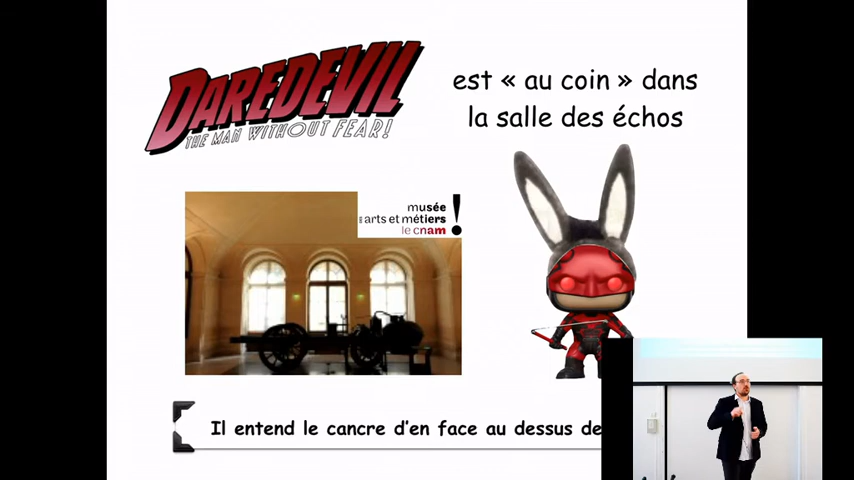 DAREDEVIL
THE MAN WITHOUT FEAR!
est « au coin » dans
la salle des échos
musée
des arts et métiers
le cnam
Il entend le cancre d'en face au dessus de